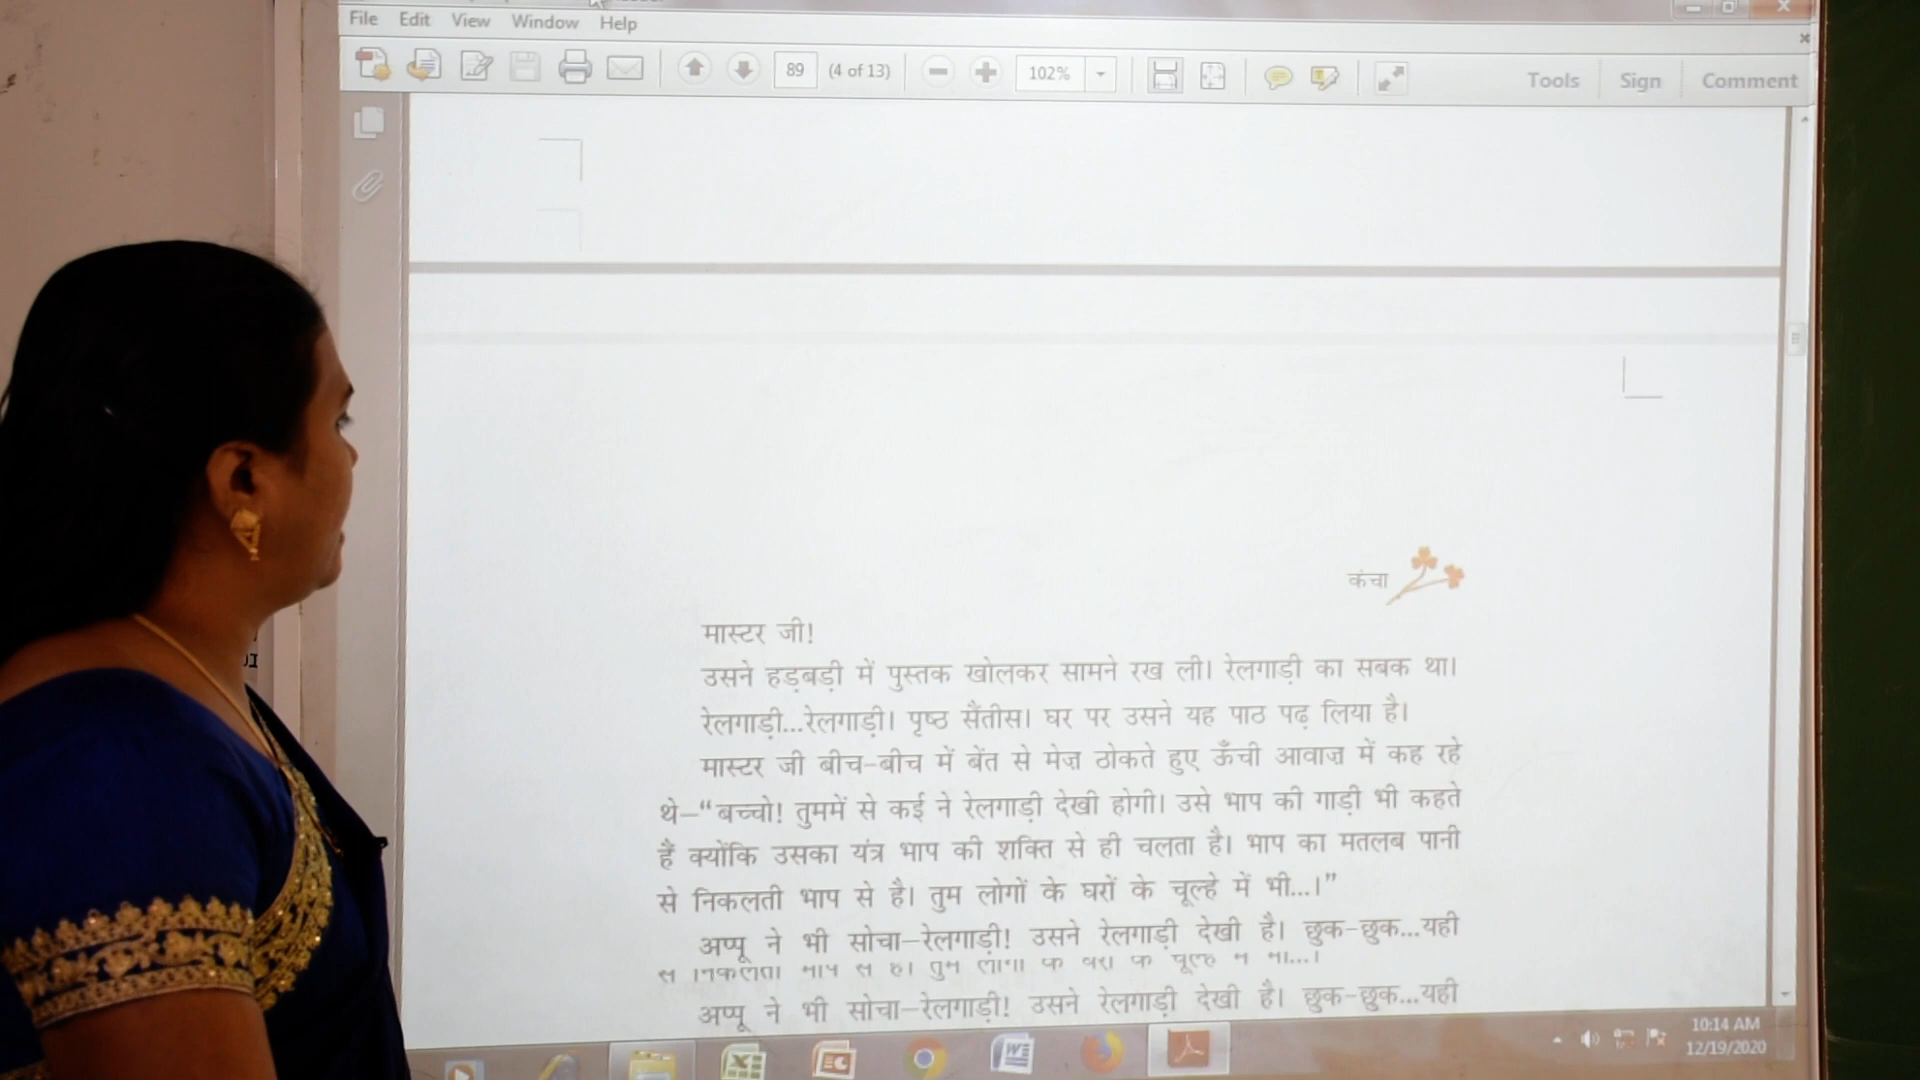 File Edit View Window Help
89 (4 of 13) 102% Tools Sign Comment
कंचा
मास्टर जी!
उसने हड़बड़ी में पुस्तक खोलकर सामने रख ली। रेलगाड़ी का सबक था।
रेलगाड़ी...रेलगाड़ी। पृष्ठ सैंतीस। घर पर उसने यह पाठ पढ़ लिया है।
मास्टर जी बीच-बीच में बेंत से मेज़ ठोकते हुए ऊँची आवाज़ में कह रहे
थे—“बच्चो! तुममें से कई ने रेलगाड़ी देखी होगी। उसे भाप की गाड़ी भी कहते
हैं क्योंकि उसका यंत्र भाप की शक्ति से ही चलता है। भाप का मतलब पानी
से निकलती भाप से है। तुम लोगों के घरों के चूल्हे में भी...।”
अप्पू ने भी सोचा—रेलगाड़ी! उसने रेलगाड़ी देखी है। छुक-छुक...यही
अप्पू ने भी सोचा—रेलगाड़ी! उसने रेलगाड़ी देखी है। छुक-छुक...यही
10:14 AM
12/19/2020